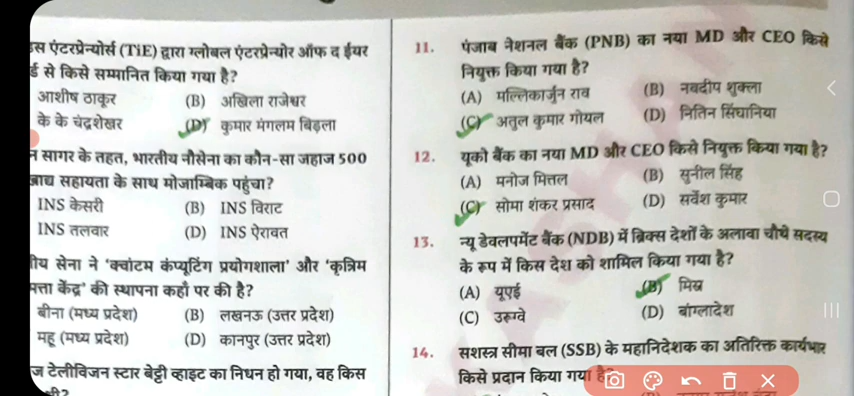 इस एंटरप्रेन्योर्स (TiE) द्वारा ग्लोबल एंटरप्रेन्योर ऑफ द ईयर
र्ड से किसे सम्मानित किया गया है?
आशीष ठाकूर (B) अखिला राजेश्वर
के के चंद्रशेखर (D) कुमार मंगलम बिड़ला
न सागर के तहत, भारतीय नौसेना का कौन-सा जहाज 500
खाद्य सहायता के साथ मोजाम्बिक पहुंचा?
INS केसरी (B) INS विराट
INS तलवार (D) INS ऐरावत
तीय सेना ने 'क्वांटम कंप्यूटिंग प्रयोगशाला' और 'कृत्रिम
मत्ता केंद्र' की स्थापना कहाँ पर की है?
बीना (मध्य प्रदेश) (B) लखनऊ (उत्तर प्रदेश)
महू (मध्य प्रदेश) (D) कानपुर (उत्तर प्रदेश)
ज टेलीविजन स्टार बेट्टी व्हाइट का निधन हो गया, वह किस
थी?
11. पंजाब नेशनल बैंक (PNB) का नया MD और CEO किसे
नियुक्त किया गया है?
(A) मल्लिकार्जुन राव (B) नवदीप शुक्ला
(C) अतुल कुमार गोयल (D) नितिन सिंघानिया
12. यूको बैंक का नया MD और CEO किसे नियुक्त किया गया है?
(A) मनोज मित्तल (B) सुनील सिंह
(C) सोमा शंकर प्रसाद (D) सर्वेश कुमार
13. न्यू डेवलपमेंट बैंक (NDB) में ब्रिक्स देशों के अलावा चौथे सदस्य
के रूप में किस देश को शामिल किया गया है?
(A) यूएई (B) मिस्र
(C) उरूग्वे (D) बांग्लादेश
14. सशस्त्र सीमा बल (SSB) के महानिदेशक का अतिरिक्त कार्यभार
किसे प्रदान किया गया है?